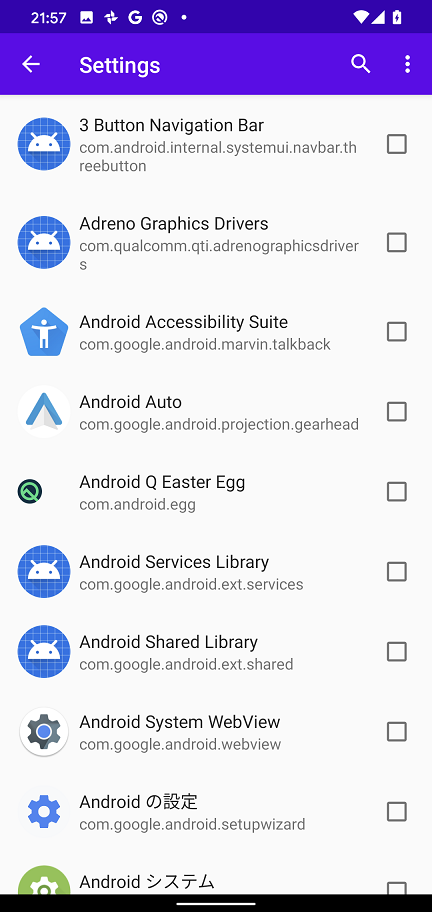 21:57
Settings
3 Button Navigation Bar
com.android.internal.systemui.navbar.th
reebutton
Adreno Graphics Drivers
com.qualcomm.qti.adrenographicsdriver
s
Android Accessibility Suite
com.google.android.marvin.talkback
Android Auto
com.google.android.projection.gearhead
Android Q Easter Egg
com.android.egg
Android Services Library
com.google.android.ext.services
Android Shared Library
com.google.android.ext.shared
Android System WebView
com.google.android.webview
Android の設定
com.google.android.setupwizard
Android システム